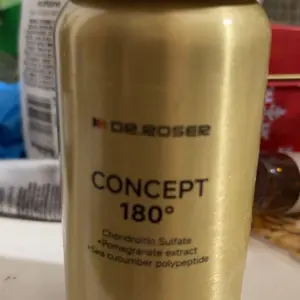 DR.ROSER
CONCEPT
180°
Chondroitin Sulfate
•Pomegranate extract
•Sea cucumber polypeptide